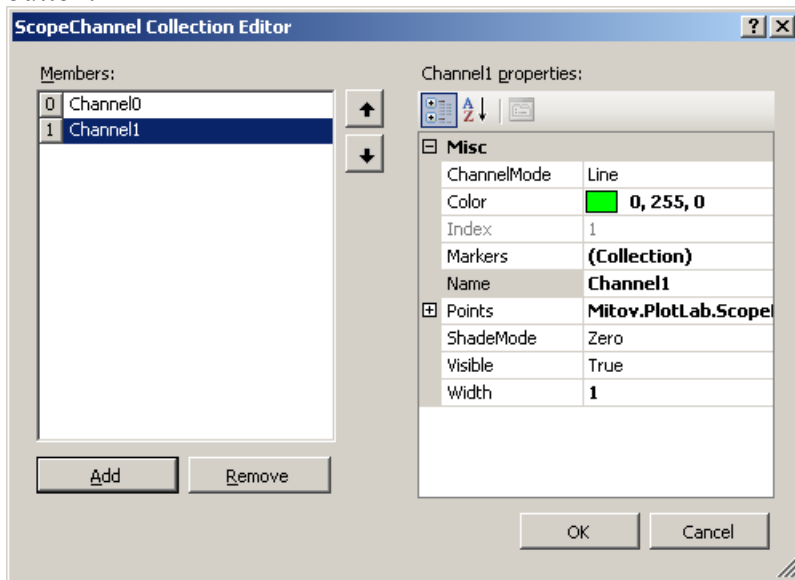 ScopeChannel Collection Editor
Members:
0 Channel0
1 Channel1
Add
Remove
Channel1 properties:
Misc
ChannelMode Line
Color 0, 255, 0
Index 1
Markers (Collection)
Name Channel1
Points Mitov.PlotLab.Scope
ShadeMode Zero
Visible True
Width 1
OK
Cancel